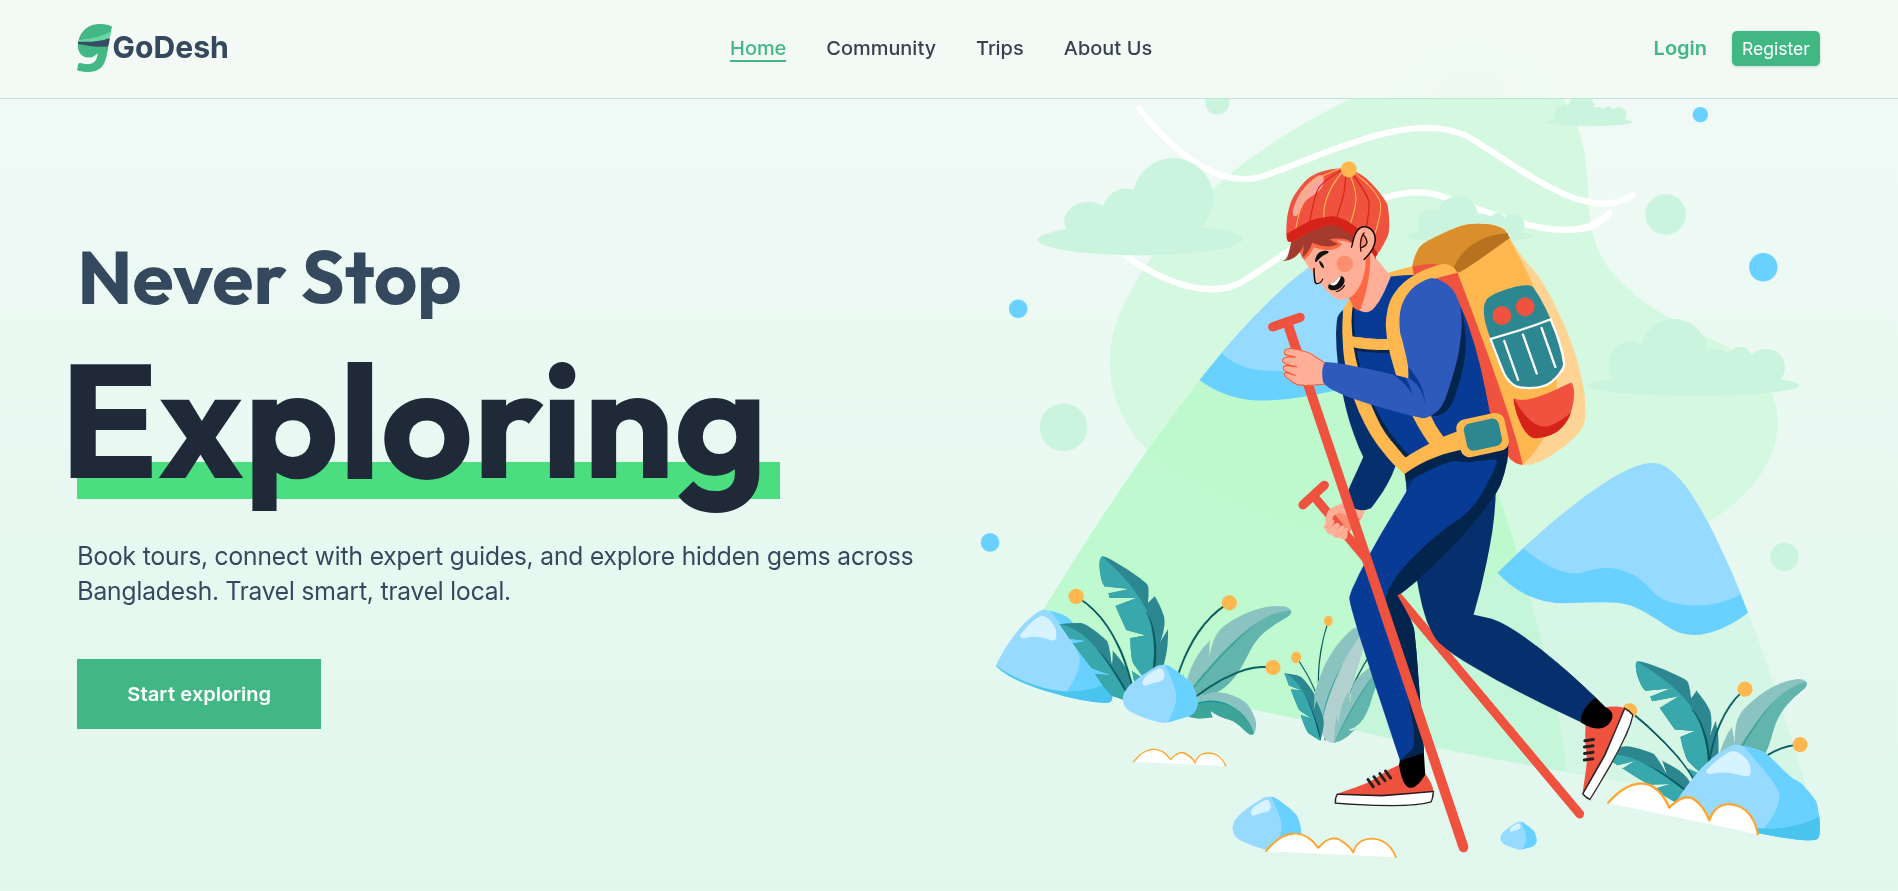 GoDesh
Home Community Trips About Us
Login Register
Never Stop
Exploring
Book tours, connect with expert guides, and explore hidden gems across
Bangladesh. Travel smart, travel local.
Start exploring